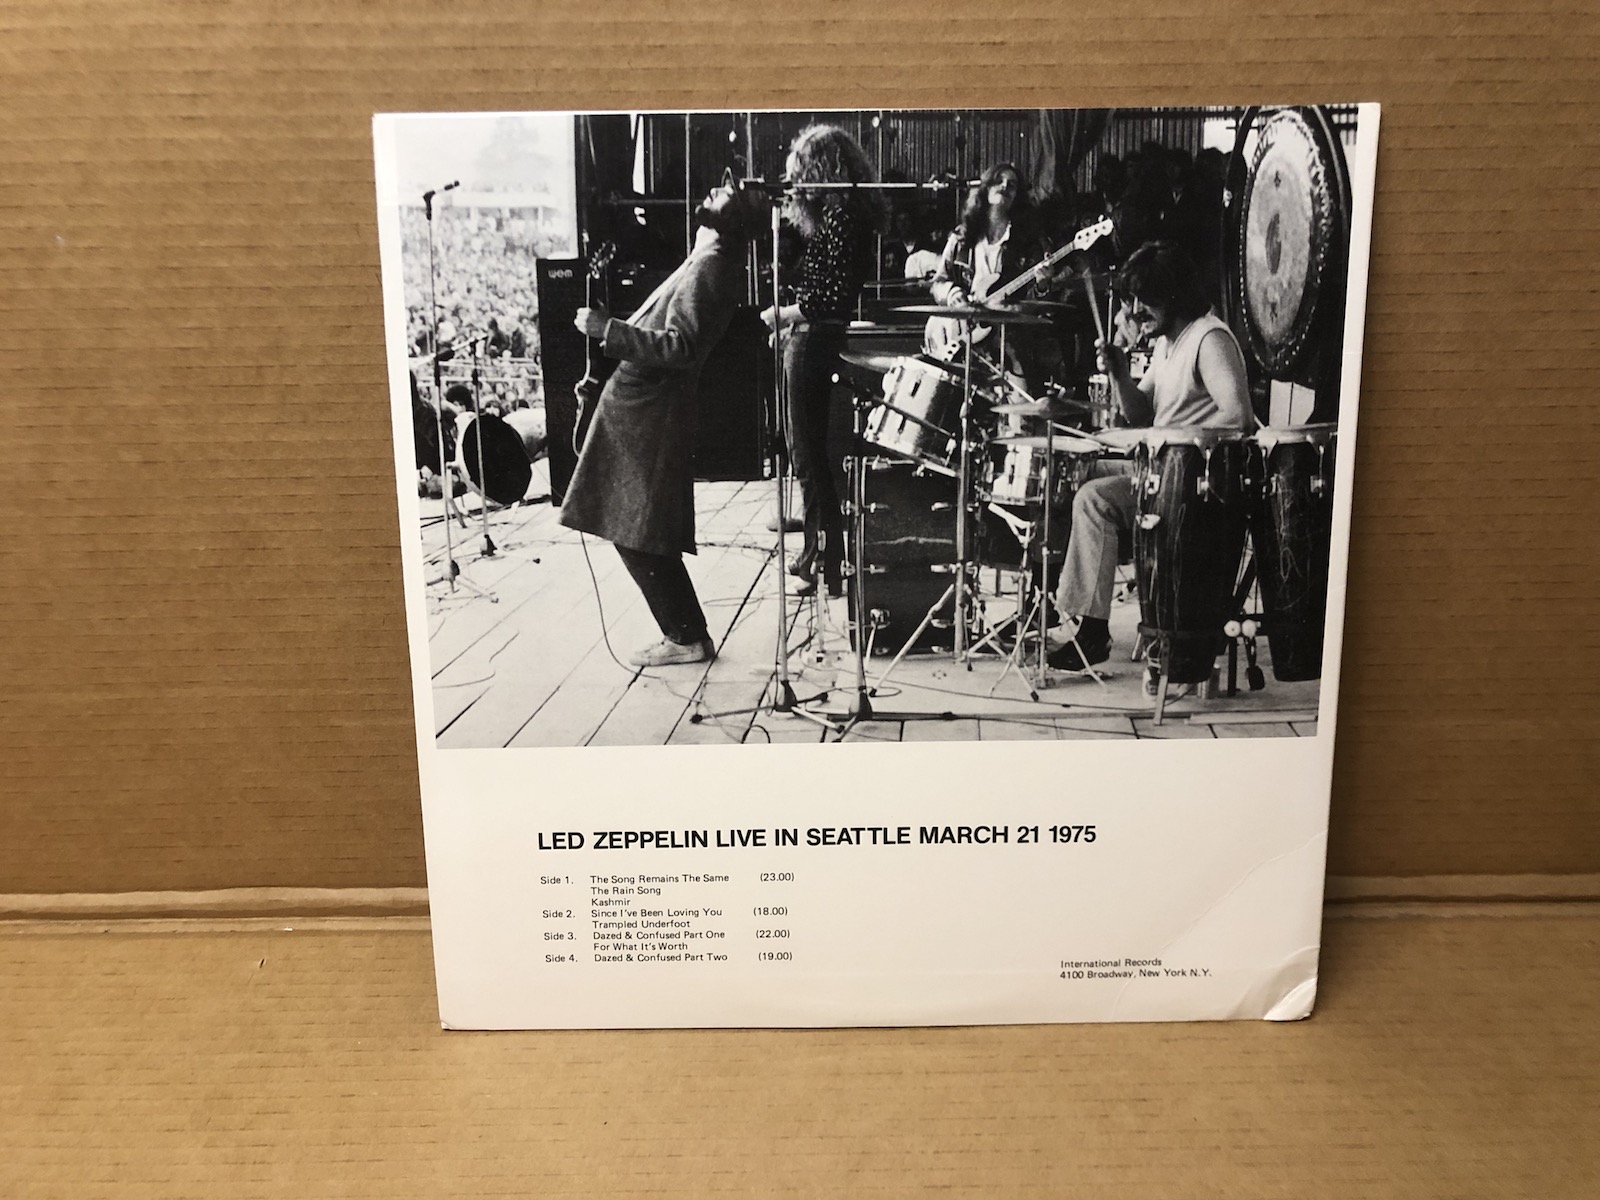 wem
LED ZEPPELIN LIVE IN SEATTLE MARCH 21 1975
Side 1. The Song Remains The Same (23.00)
The Rain Song
Kashmir
Side 2. Since I've Been Loving You (18.00)
Trampled Underfoot
Side 3. Dazed & Confused Part One (22.00)
For What It's Worth
Side 4. Dazed & Confused Part Two (19.00)
International Records
4100 Broadway, New York N.Y.